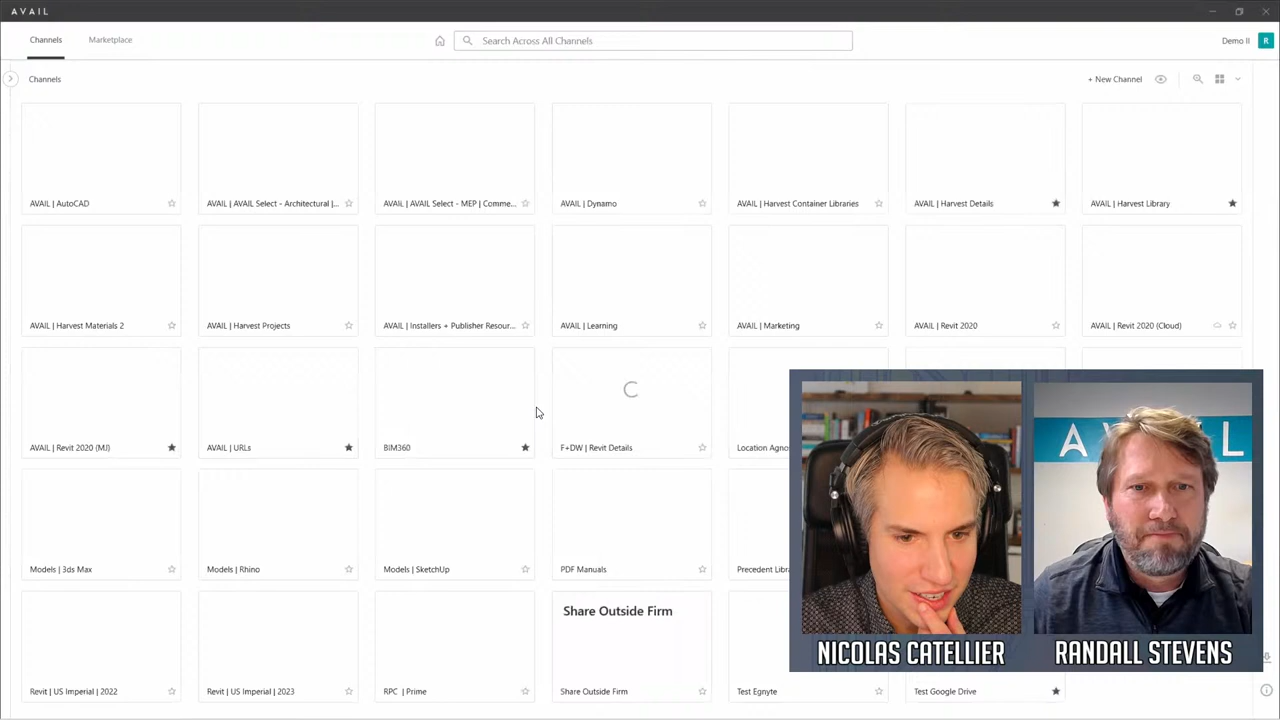 AVAIL
Channels
Marketplace
Search Across All Channels
Demo II
R
Channels
+ New Channel
AVAIL | AutoCAD
AVAIL | AVAIL Select - Architectural |...
AVAIL | AVAIL Select - MEP | Comme...
AVAIL | Dynamo
AVAIL | Harvest Container Libraries
AVAIL | Harvest Details
AVAIL | Harvest Library
AVAIL | Harvest Materials 2
AVAIL | Harvest Projects
AVAIL | Installers + Publisher Resour...
AVAIL | Learning
AVAIL | Marketing
AVAIL | Revit 2020
AVAIL | Revit 2020 (Cloud)
AVAIL | Revit 2020 (MJ)
AVAIL | URLs
BIM360
F+DW | Revit Details
Location Agno
AVAIL
Models | 3ds Max
Models | Rhino
Models | SketchUp
PDF Manuals
Precedent Libr
Share Outside Firm
NICOLAS CATELLIER
RANDALL STEVENS
Revit | US Imperial | 2022
Revit | US Imperial | 2023
RPC | Prime
Share Outside Firm
Test Egnyte
Test Google Drive